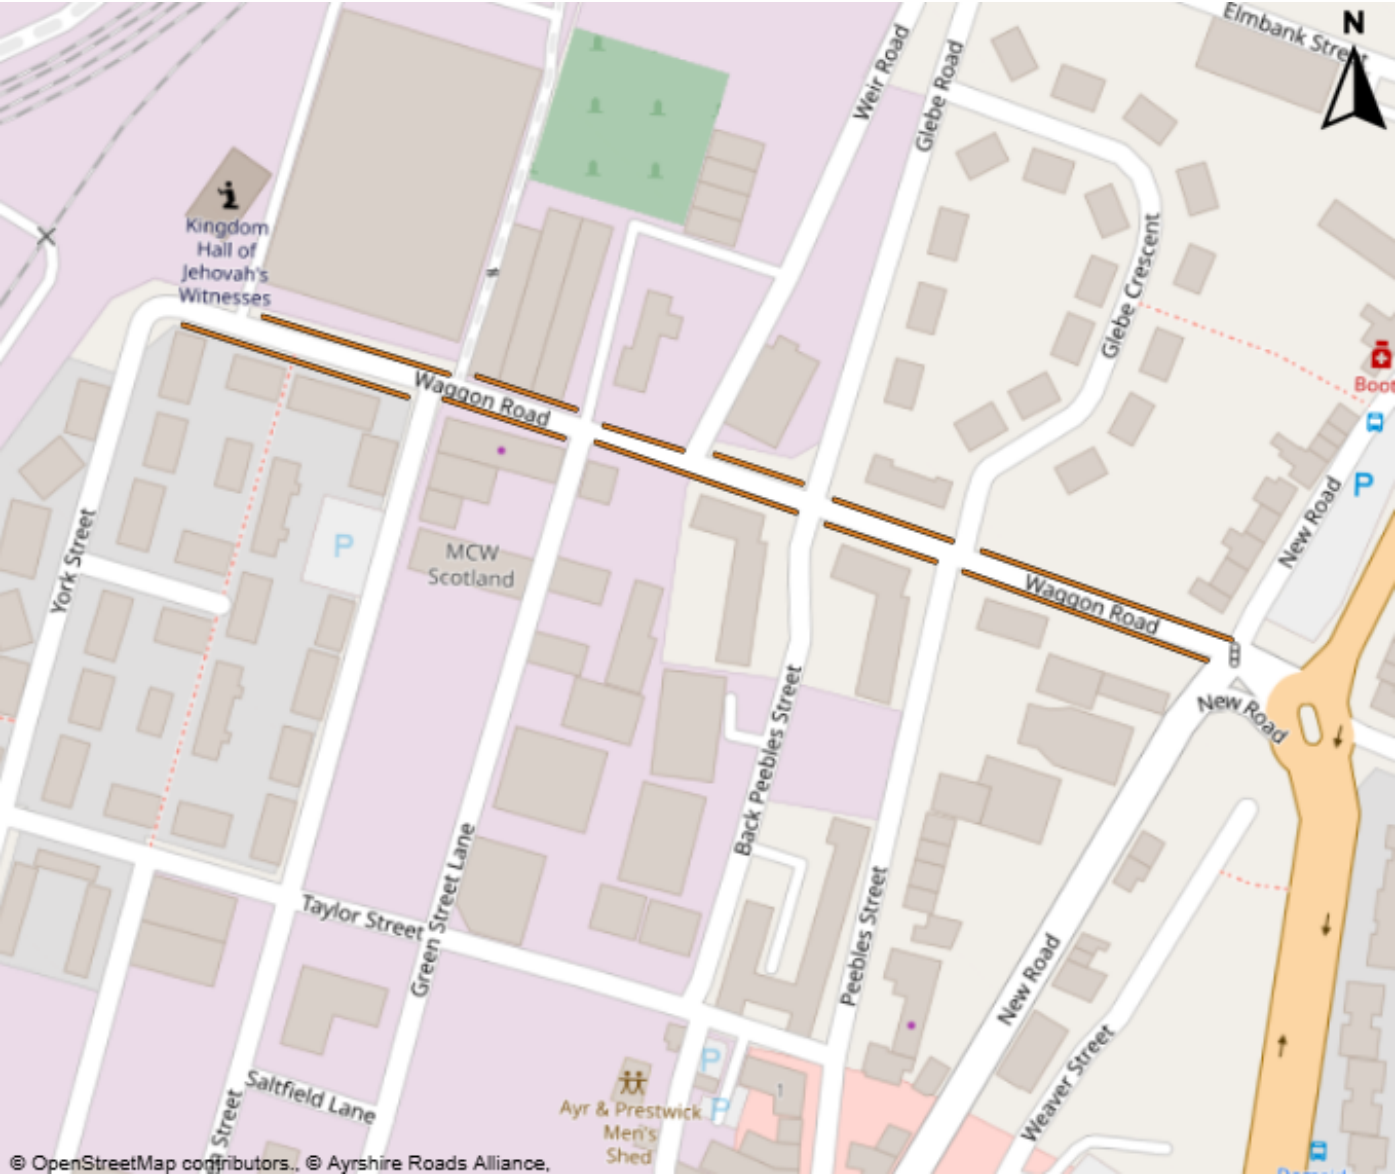 Elmbank Street
N
Weir Road
Glebe Road
Kingdom
Hall of
Jehovah's
Witnesses
Glebe Crescent
Boot
Waggon Road
P
New Road
York Street
P
MCW
Scotland
Waggon Road
New Road
Back Peebles Street
Green Street Lane
Taylor Street
Peebles Street
New Road
Weaver Street
P
1
P
Saltfield Lane
Ayr & Prestwick
Men's
Shed
a Street
© OpenStreetMap contributors., © Ayrshire Roads Alliance,